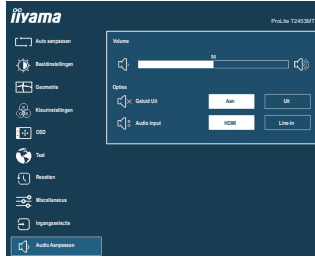 iiyama
ProLite T2453MT
Auto aanpassen
Beeldinstellingen
Geometrie
Kleurinstellingen
OSD
Taal
Resetten
Miscellaneous
Ingangsselectie
Audio Aanpassen
Volume
50
Opties
Geluid Uit
Aan
Uit
Audio Input
HDMI
Line-In